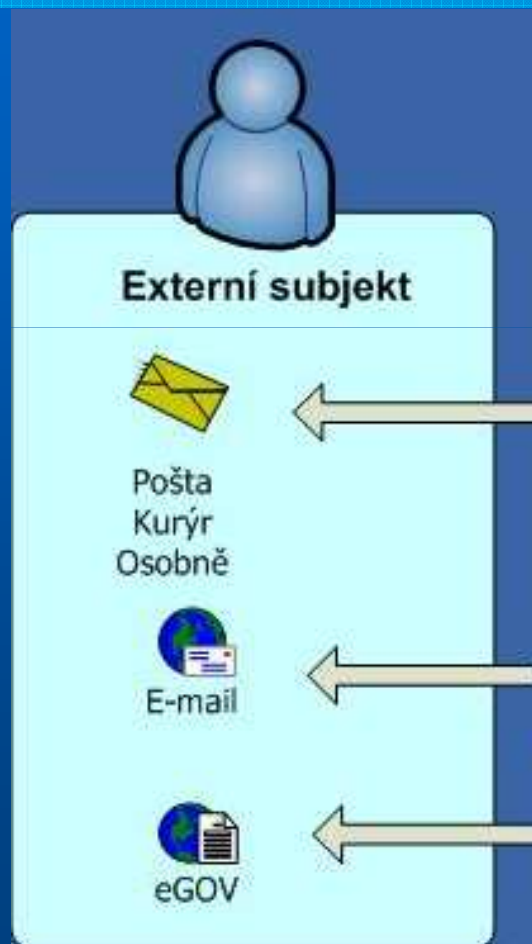 Externí subjekt
Pošta
Kurýr
Osobně
E-mail
eGOV